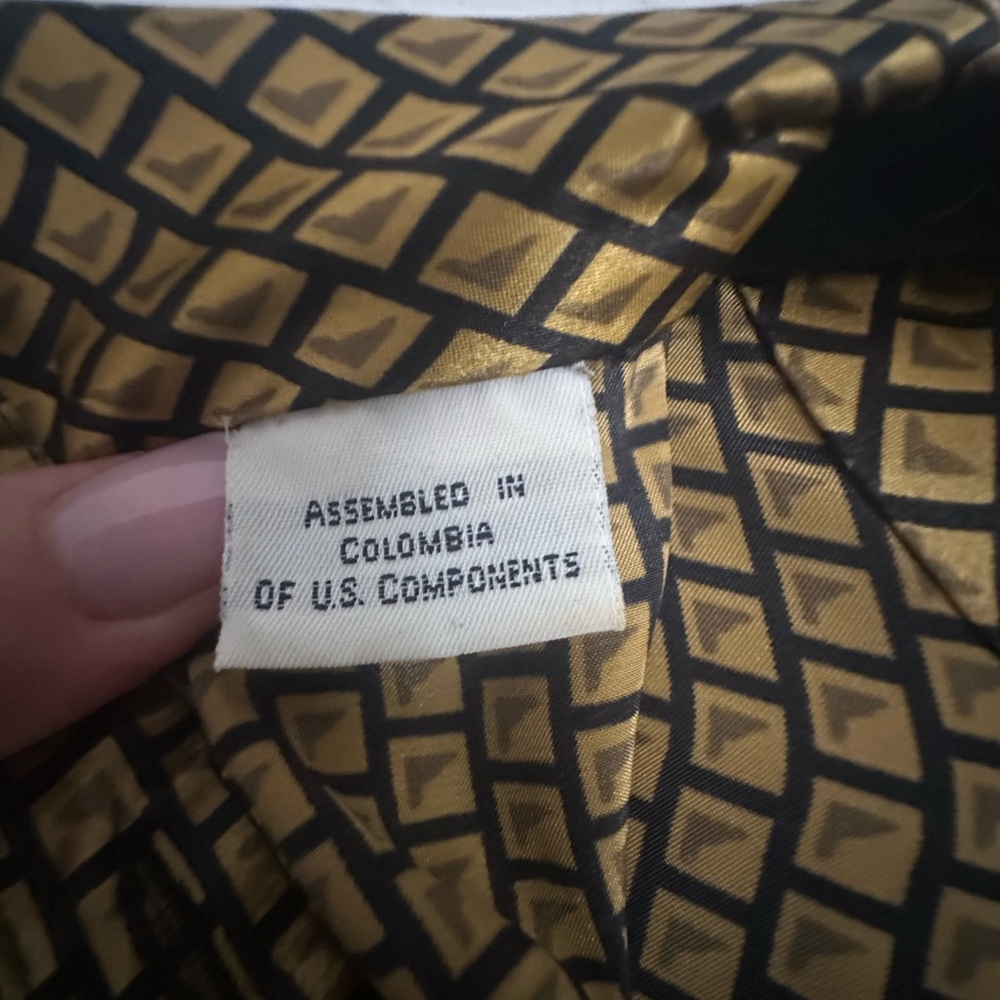 ASSEMBLED IN
COLOMBIA
OF U.S. COMPONENTS